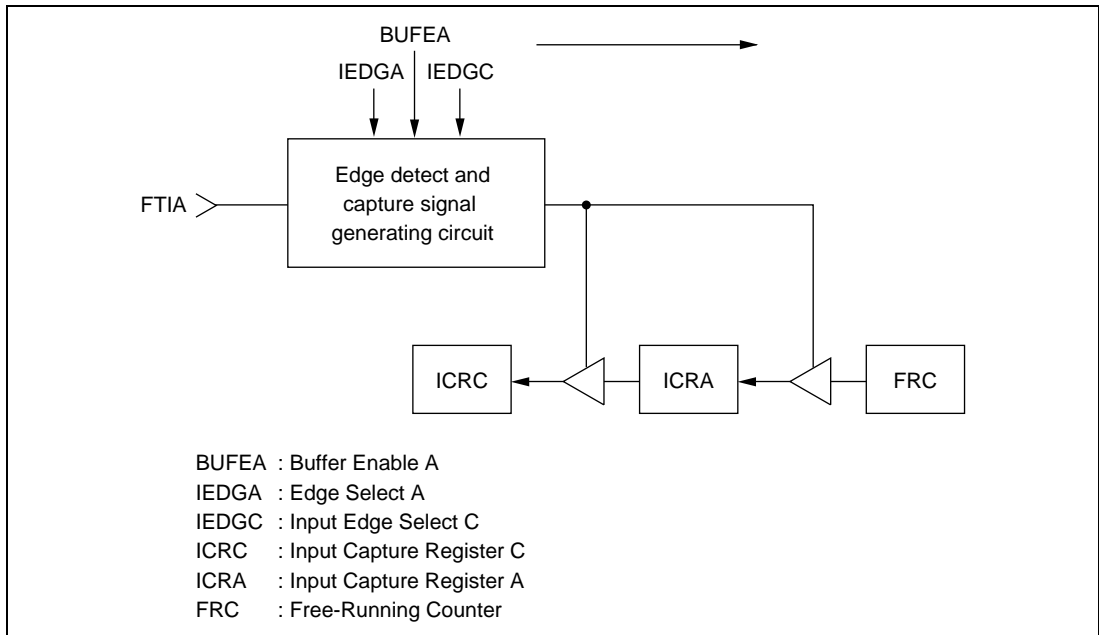 BUFEA
IEDGA IEDGC
FTIA
Edge detect and
capture signal
generating circuit
ICRC
ICRA
FRC
BUFEA : Buffer Enable A
IEDGA : Edge Select A
IEDGC : Input Edge Select C
ICRC : Input Capture Register C
ICRA : Input Capture Register A
FRC : Free-Running Counter